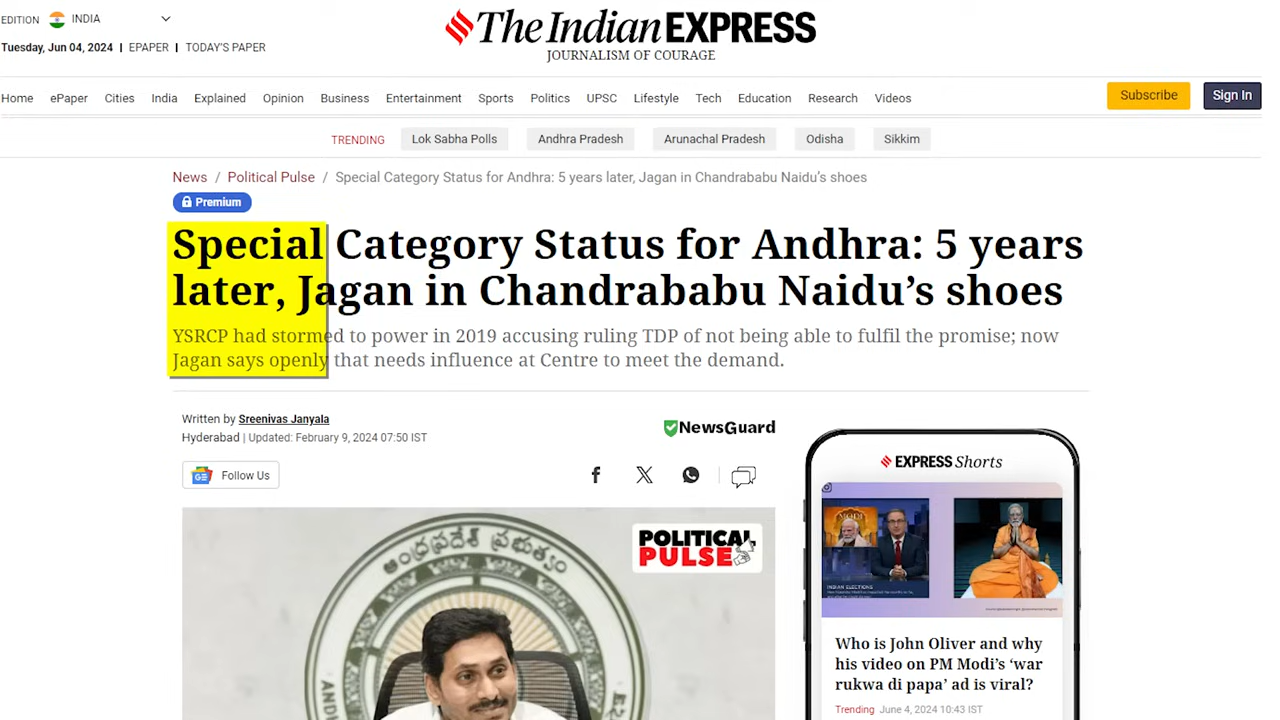 EDITION INDIA
The Indian EXPRESS
JOURNALISM OF COURAGE
Tuesday, Jun 04, 2024 | EPAPER | TODAY'S PAPER
Home ePaper Cities India Explained Opinion Business Entertainment Sports Politics UPSC Lifestyle Tech Education Research Videos Subscribe Sign In
TRENDING Lok Sabha Polls Andhra Pradesh Arunachal Pradesh Odisha Sikkim
News / Political Pulse / Special Category Status for Andhra: 5 years later, Jagan in Chandrababu Naidu's shoes
Premium
Special Category Status for Andhra: 5 years
later, Jagan in Chandrababu Naidu’s shoes
YSRCP had stormed to power in 2019 accusing ruling TDP of not being able to fulfil the promise; now
Jagan says openly that needs influence at Centre to meet the demand.
Written by Sreenivas Janyala
Hyderabad | Updated: February 9, 2024 07:50 IST
NewsGuard
Follow Us
POLITICAL
PULSE
ఆంధ్రప్రదేశ్ ప్రభుత్వం
EXPRESS Shorts
MODI
INDIAN ELECTIONS
Who is John Oliver and why
his video on PM Modi’s ‘war
rukwa di papa’ ad is viral?
Trending June 4, 2024 10:43 IST